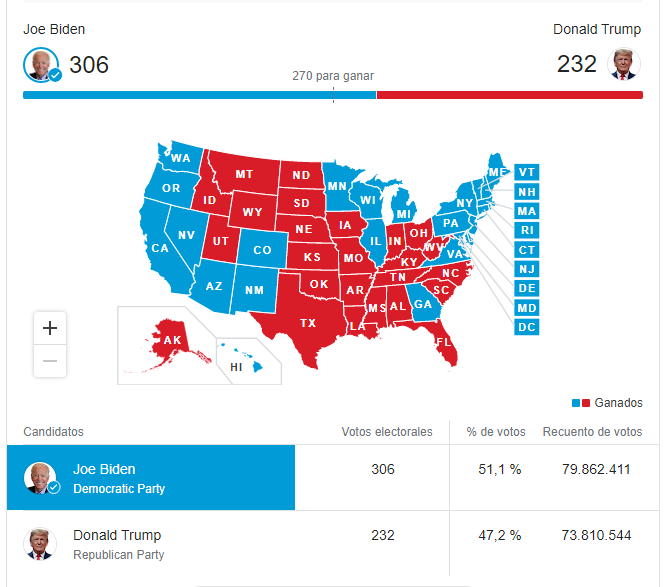 Joe Biden
Donald Trump
306
270 para ganar
232
WA
OR
CA
NV
ID
MT
WY
UT
AZ
CO
NM
ND
SD
NE
KS
OK
TX
MN
IA
MO
AR
LA
WI
IL
MI
IN
OH
KY
TN
MS
AL
GA
FL
SC
NC
WV
VA
PA
NY
ME
VT
NH
MA
RI
CT
NJ
DE
MD
DC
AK
HI
+
−
Ganados
Candidatos Votos electorales % de votos Recuento de votos
Joe Biden
Democratic Party
306 51,1 % 79.862.411
Donald Trump
Republican Party
232 47,2 % 73.810.544